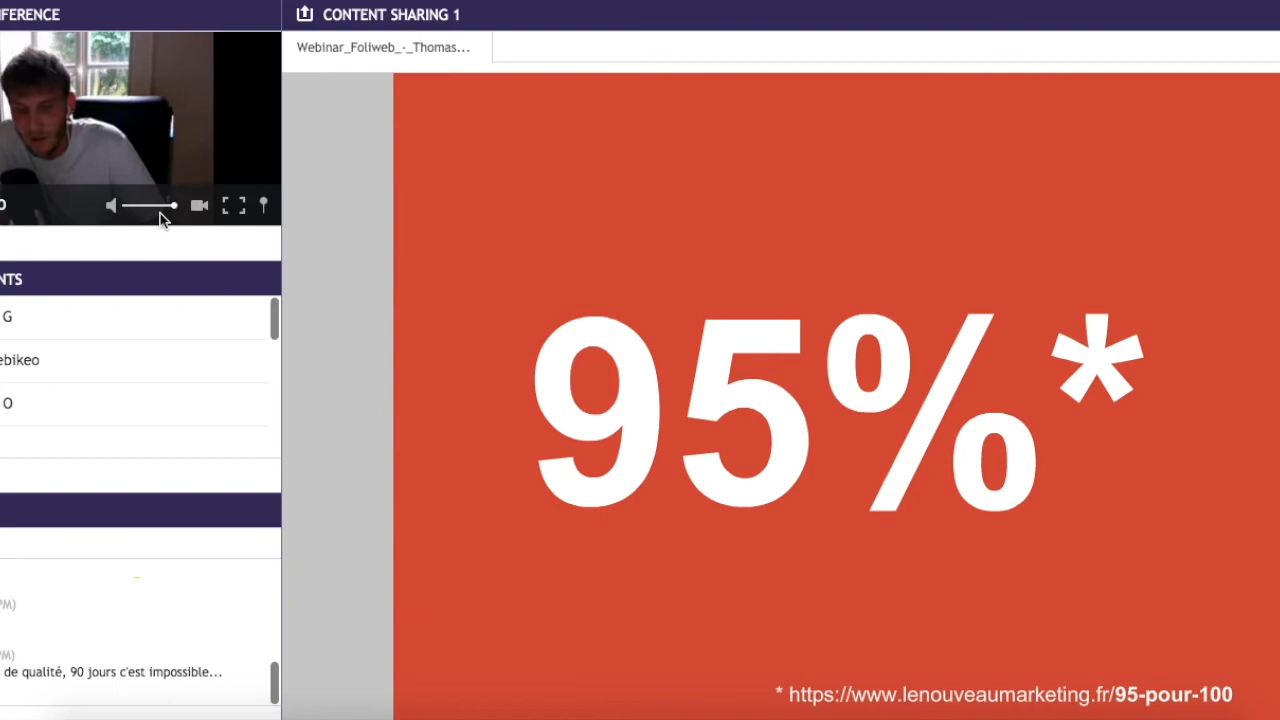 FERENCE
CONTENT SHARING 1
Webinar_Foliweb_-_Thomas...
NTS
G
ebikeo
O
PM)
PM)
de qualité, 90 jours c'est impossible...
95%*
* https://www.lenouveaumarketing.fr/95-pour-100